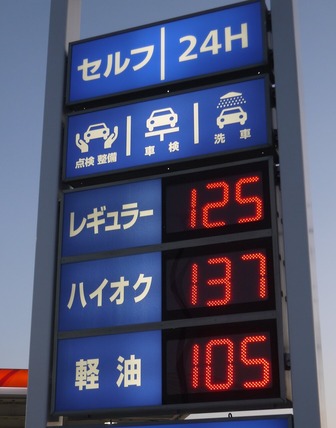 セルフ 24H
点検 整備 車検 洗車
レギュラー 125
ハイオク 137
軽油 105